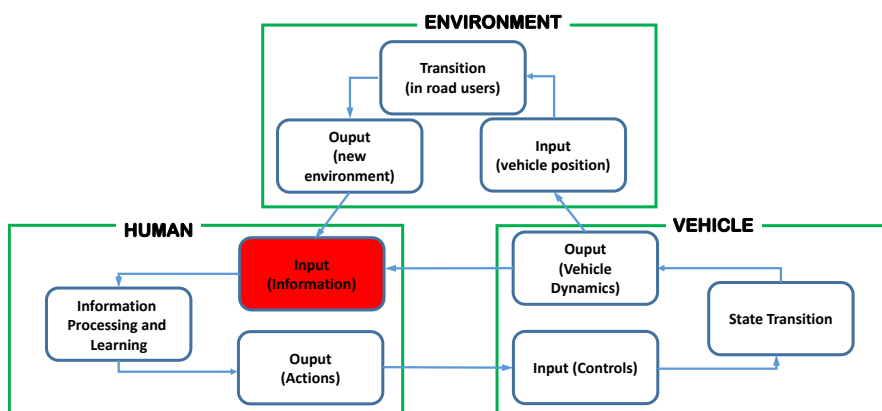 ENVIRONMENT
Transition
(in road users)
Ouput
(new
environment)
Input
(vehicle position)
HUMAN
VEHICLE
Input
(Information)
Ouput
(Vehicle
Dynamics)
Information
Processing and
Learning
State Transition
Ouput
(Actions)
Input (Controls)